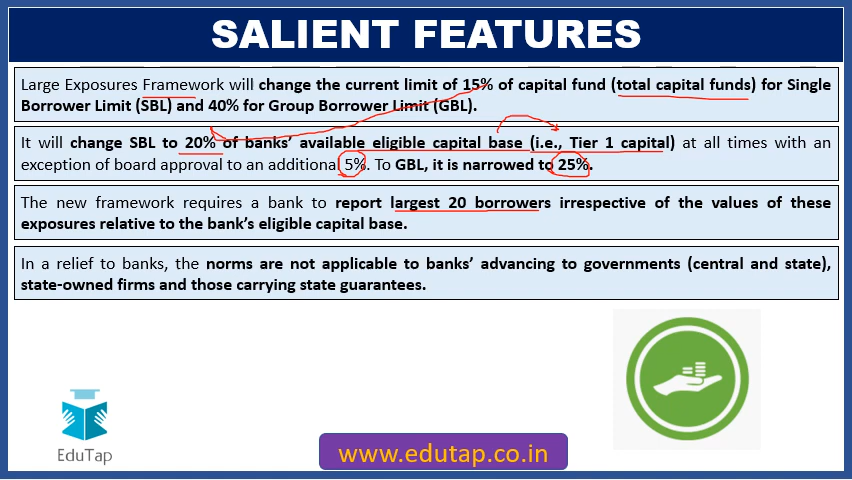 SALIENT FEATURES
Large Exposures Framework will change the current limit of 15% of capital fund (total capital funds) for Single
Borrower Limit (SBL) and 40% for Group Borrower Limit (GBL).
It will change SBL to 20% of banks’ available eligible capital base (i.e., Tier 1 capital) at all times with an
exception of board approval to an additional 5%. To GBL, it is narrowed to 25%.
The new framework requires a bank to report largest 20 borrowers irrespective of the values of these
exposures relative to the bank’s eligible capital base.
In a relief to banks, the norms are not applicable to banks’ advancing to governments (central and state),
state-owned firms and those carrying state guarantees.
EduTap
www.edutap.co.in